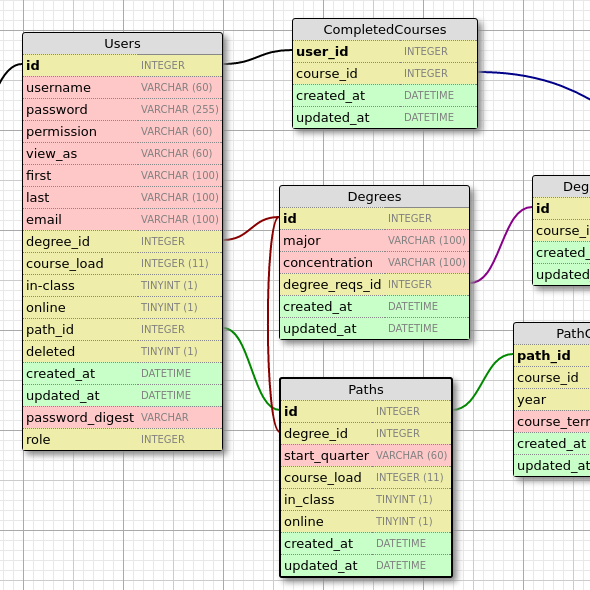 Users
id INTEGER
username VARCHAR (60)
password VARCHAR (255)
permission VARCHAR (60)
view_as VARCHAR (60)
first VARCHAR (100)
last VARCHAR (100)
email VARCHAR (100)
degree_id INTEGER
course_load INTEGER (11)
in-class TINYINT (1)
online TINYINT (1)
path_id INTEGER
deleted TINYINT (1)
created_at DATETIME
updated_at DATETIME
password_digest VARCHAR
role INTEGER
CompletedCourses
user_id INTEGER
course_id INTEGER
created_at DATETIME
updated_at DATETIME
Degrees
id INTEGER
major VARCHAR (100)
concentration VARCHAR (100)
degree_reqs_id INTEGER
created_at DATETIME
updated_at DATETIME
Paths
id INTEGER
degree_id INTEGER
start_quarter VARCHAR (60)
course_load INTEGER (11)
in_class TINYINT (1)
online TINYINT (1)
created_at DATETIME
updated_at DATETIME
Deg
id
course_i
created_
updated
PathC
path_id
course_id
year
course_terr
created_at
updated_at